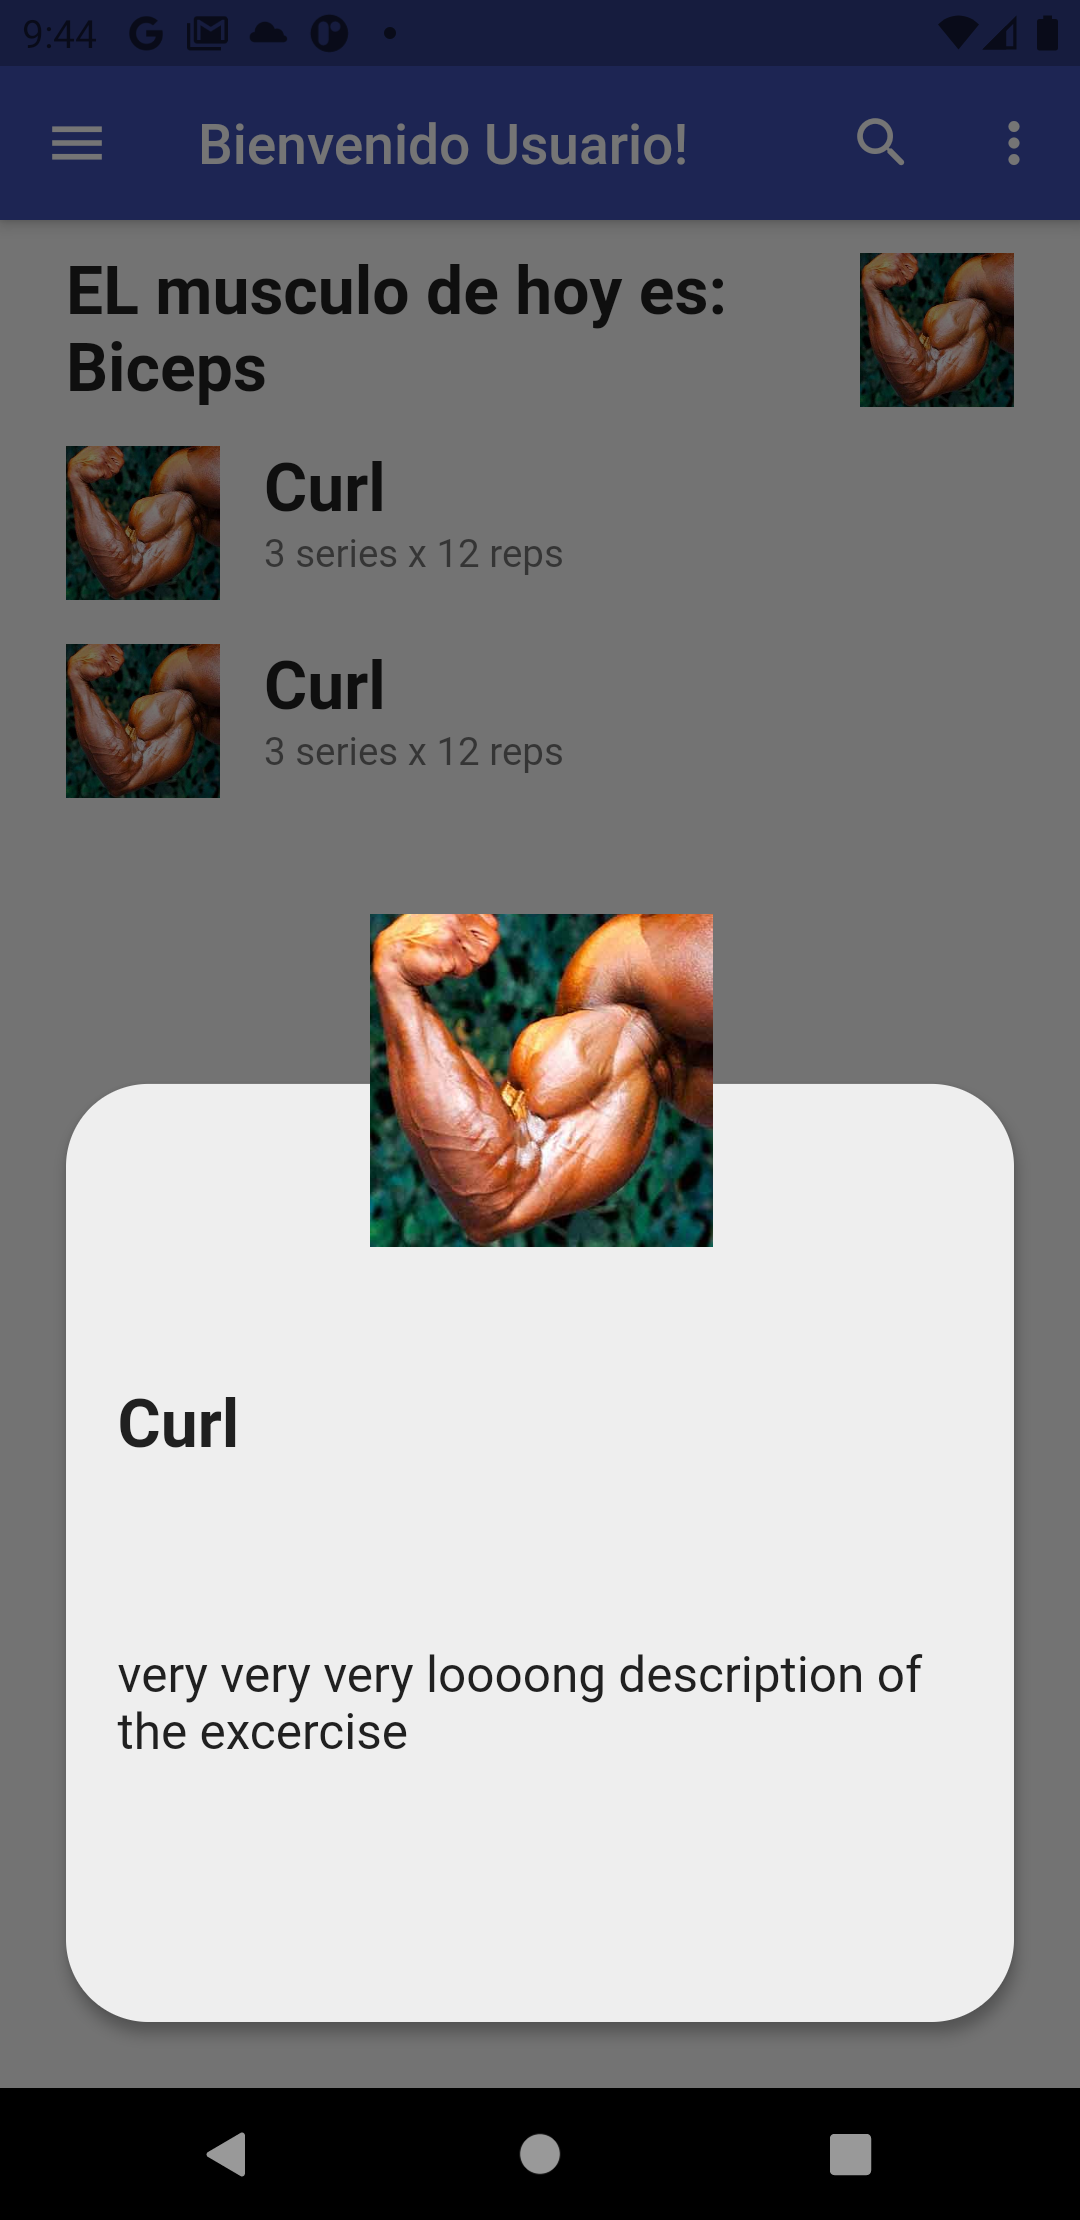 9:44
Bienvenido Usuario!
EL musculo de hoy es:
Biceps
Curl
3 series x 12 reps
Curl
3 series x 12 reps
Curl
very very very loooong description of
the excercise